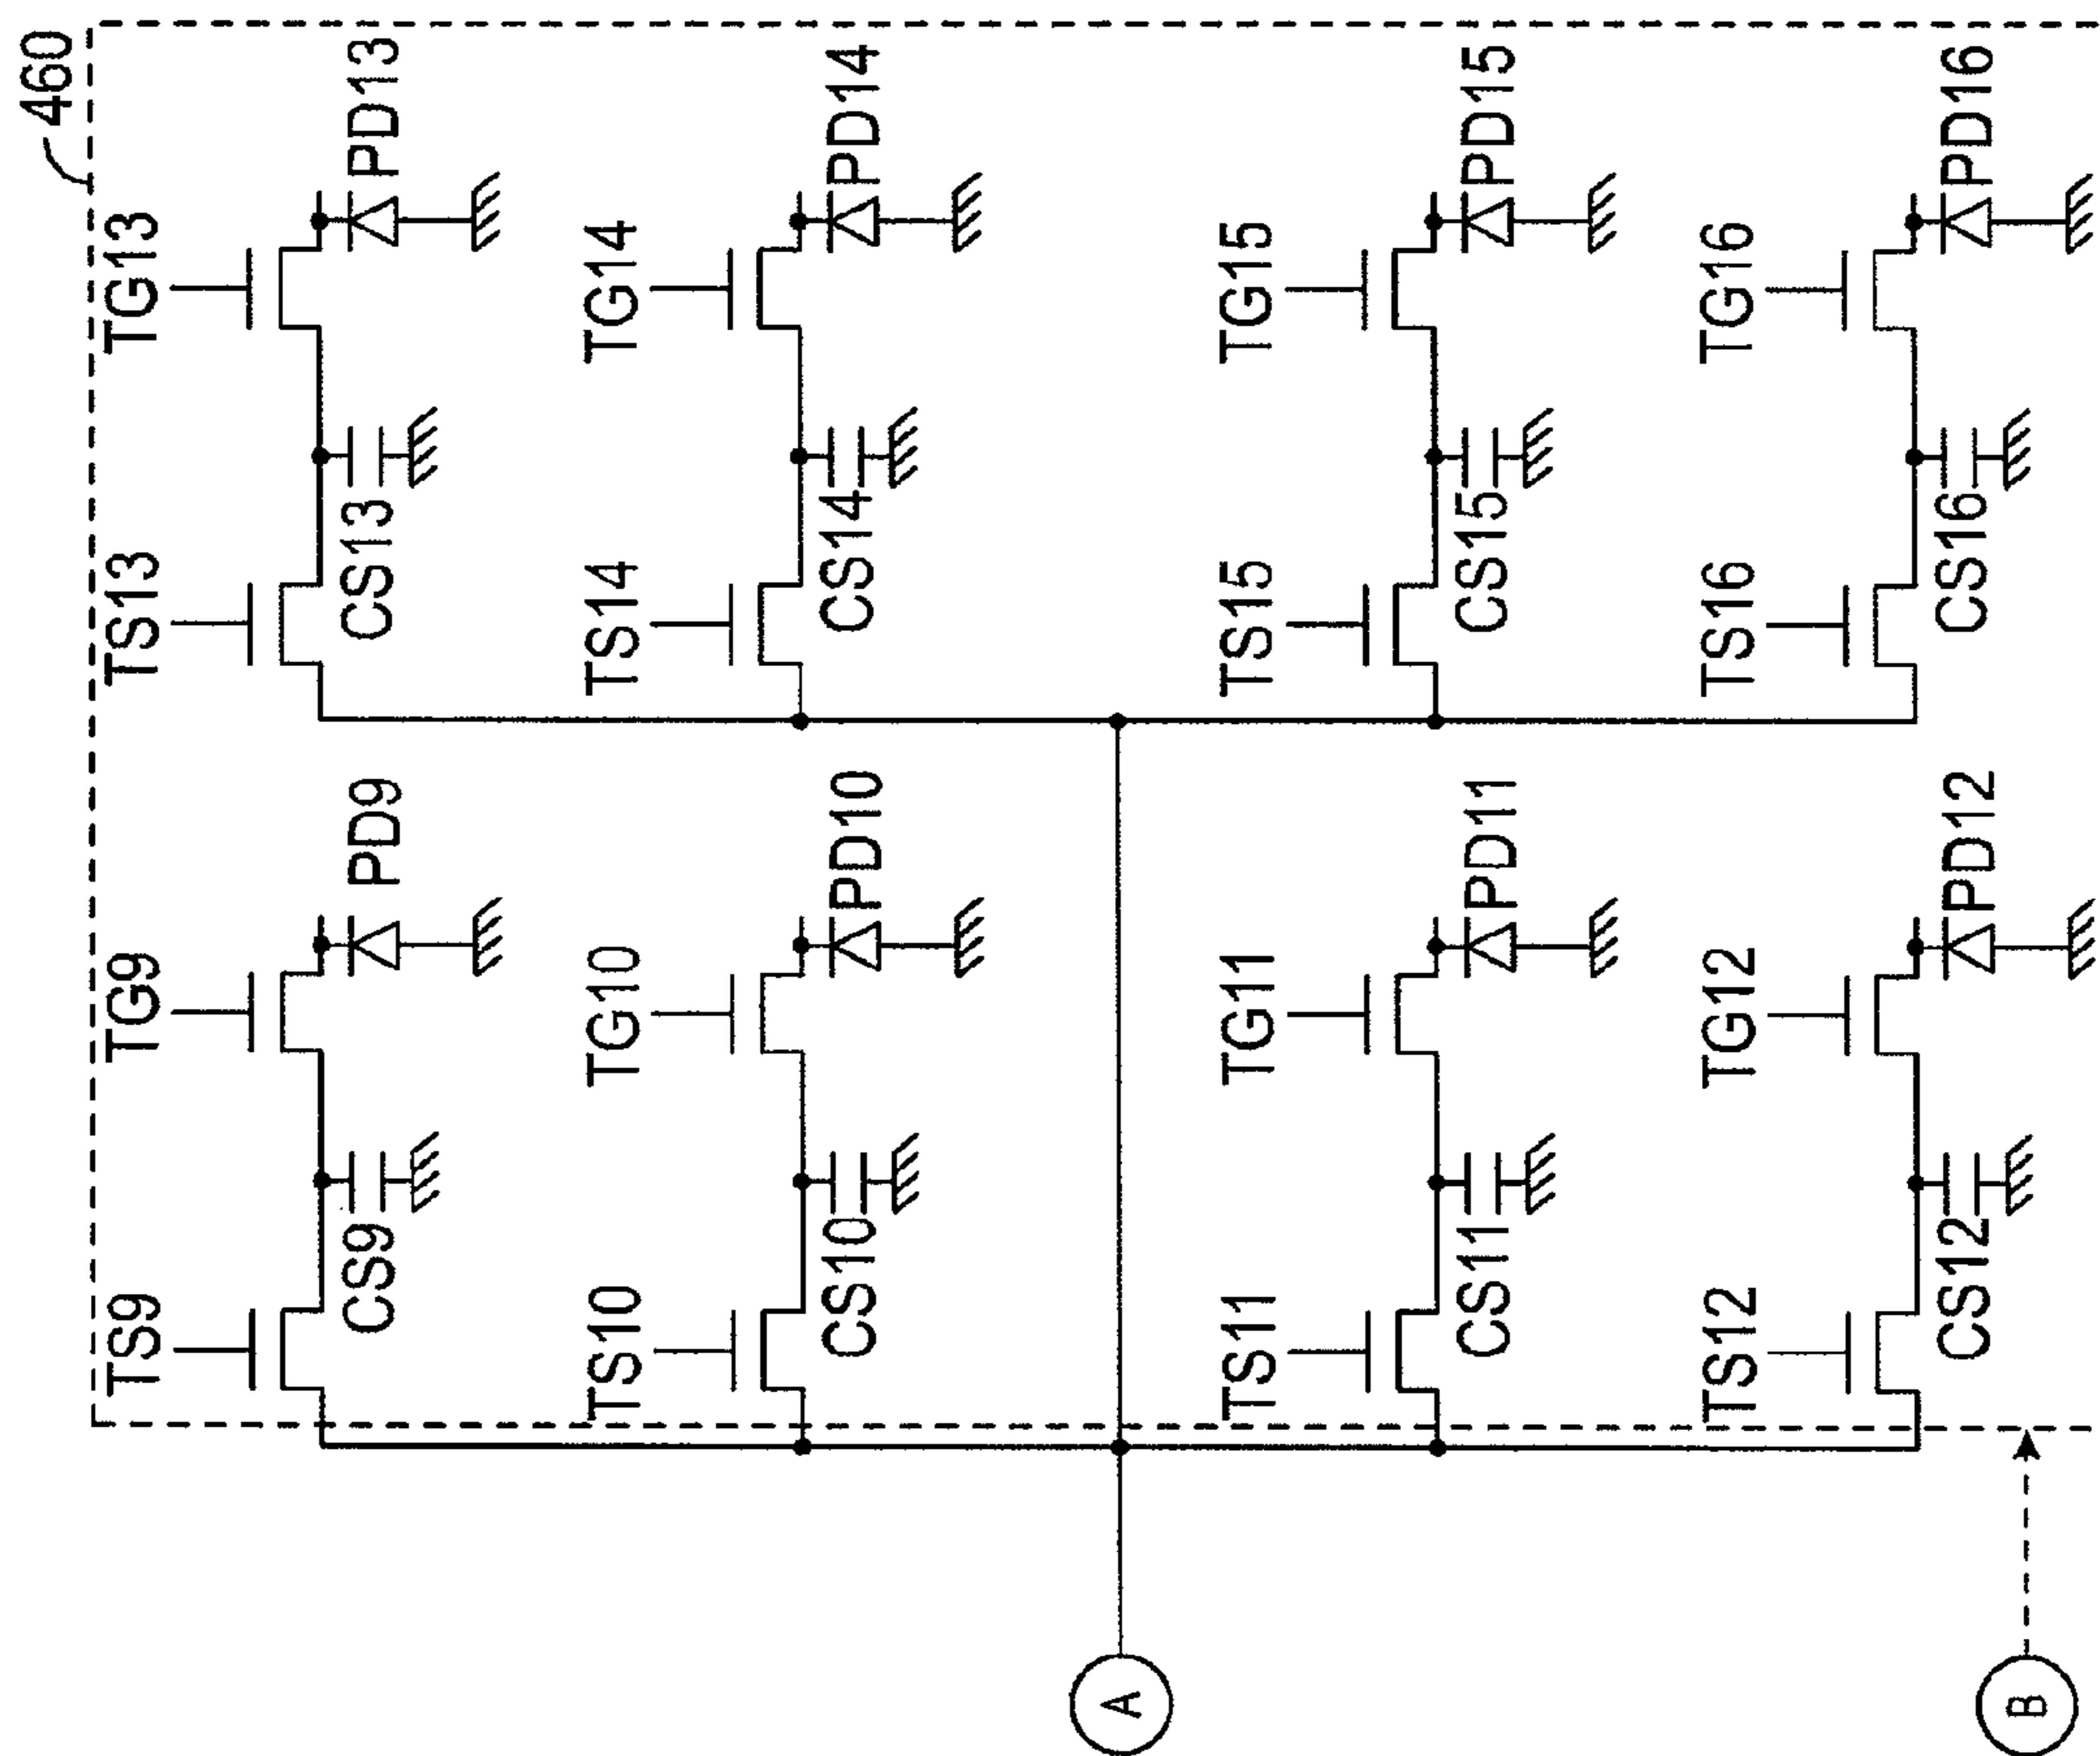 460
TS9
TG9
TS13
TG13
CS9
PD9
CS13
PD13
TS10
TG10
TS14
TG14
CS10
PD10
CS14
PD14
A
TS11
TG11
TS15
TG15
CS11
PD11
CS15
PD15
TS12
TG12
TS16
TG16
CS12
PD12
CS16
PD16
B